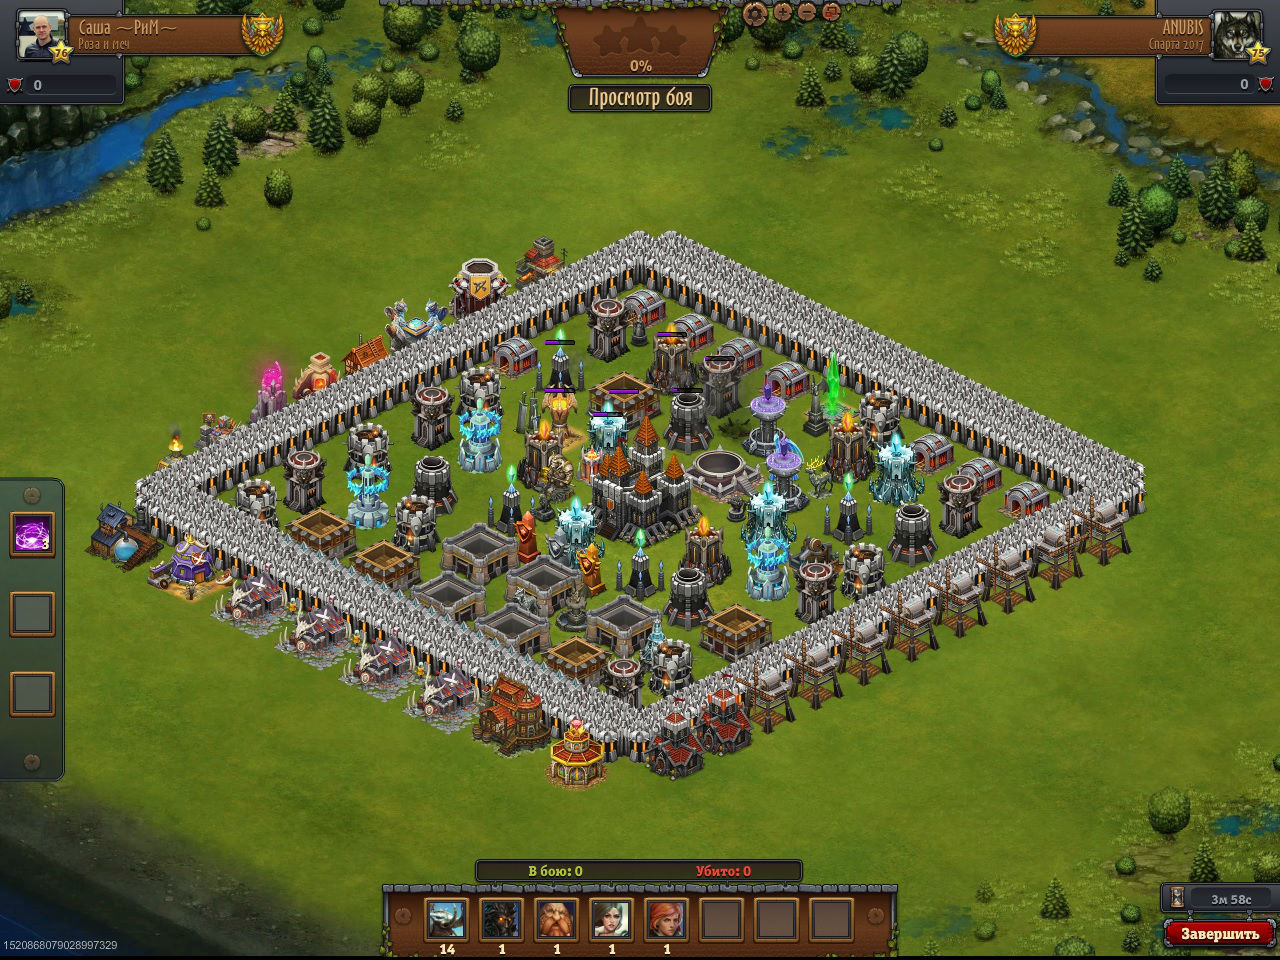 Саша ~РиМ~
Роза и меч
76
0
0%
Просмотр боя
ANUBIS
Спарта 2017
75
0
3
В бою: 0
Убито: 0
14
1
1
1
1
3м 58с
Завершить
1520868079028997329